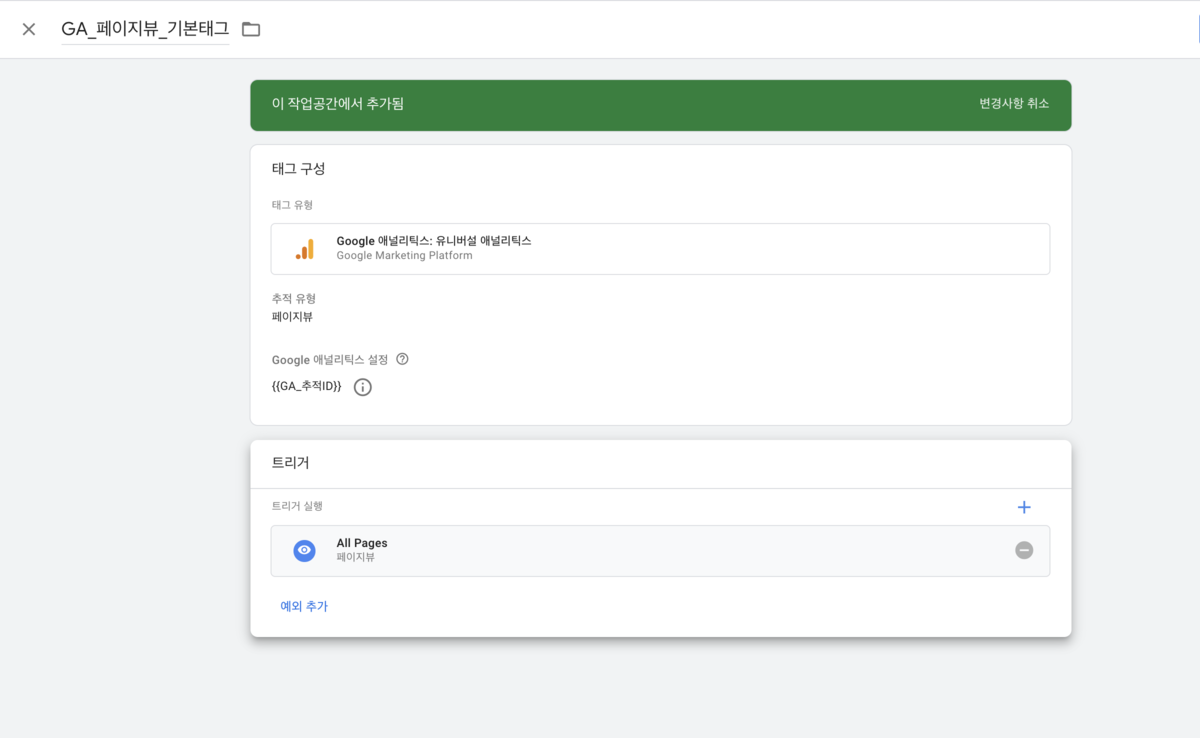 GA_페이지뷰_기본태그
이 작업공간에서 추가됨
변경사항 취소
태그 구성
태그 유형
Google 애널리틱스: 유니버설 애널리틱스
Google Marketing Platform
추적 유형
페이지뷰
Google 애널리틱스 설정
{{GA_추적ID}}
트리거
트리거 실행
All Pages
페이지뷰
예외 추가